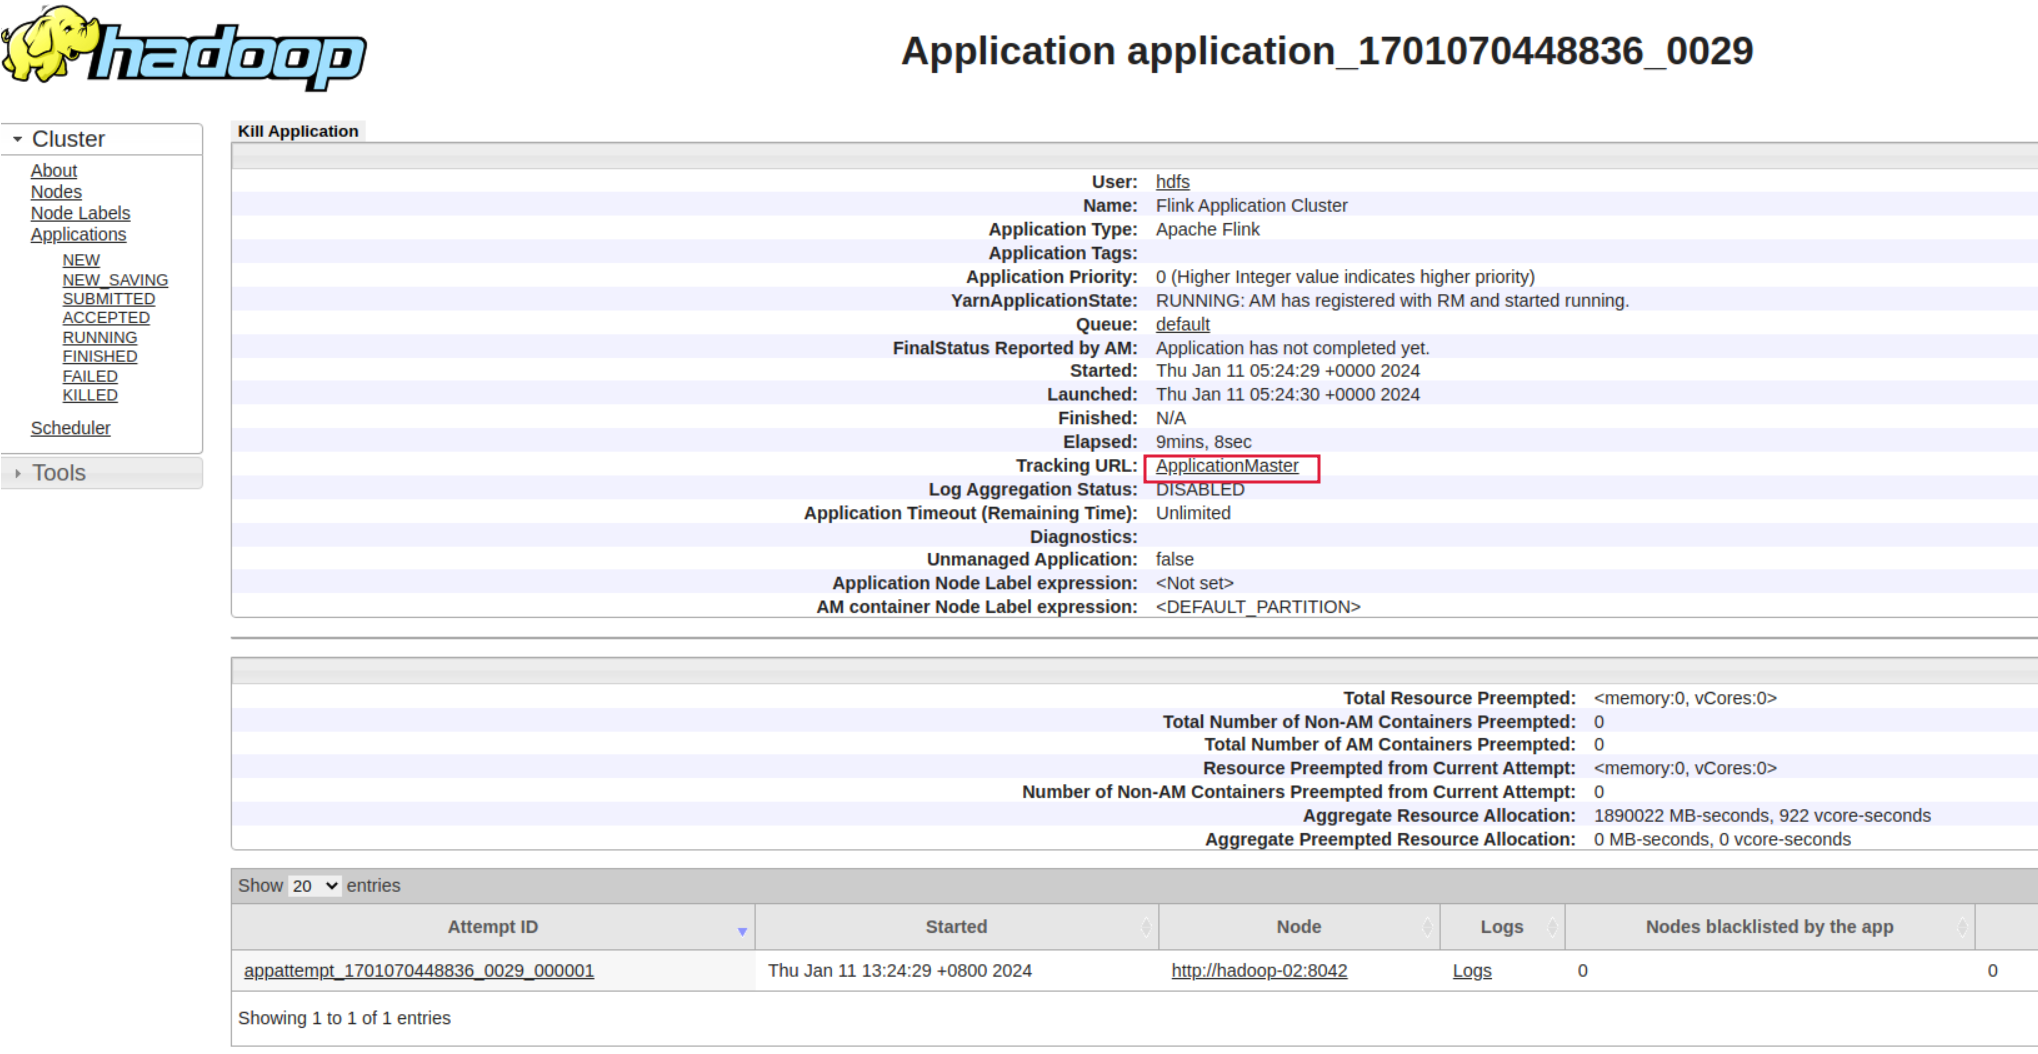 hadoop
Application application_1701070448836_0029
Cluster
About
Nodes
Node Labels
Applications
NEW
NEW_SAVING
SUBMITTED
ACCEPTED
RUNNING
FINISHED
FAILED
KILLED
Scheduler
Tools
Kill Application
User: hdfs
Name: Flink Application Cluster
Application Type: Apache Flink
Application Tags:
Application Priority: 0 (Higher Integer value indicates higher priority)
YarnApplicationState: RUNNING: AM has registered with RM and started running.
Queue: default
FinalStatus Reported by AM: Application has not completed yet.
Started: Thu Jan 11 05:24:29 +0000 2024
Launched: Thu Jan 11 05:24:30 +0000 2024
Finished: N/A
Elapsed: 9mins, 8sec
Tracking URL: ApplicationMaster
Log Aggregation Status: DISABLED
Application Timeout (Remaining Time): Unlimited
Diagnostics:
Unmanaged Application: false
Application Node Label expression: <Not set>
AM container Node Label expression: <DEFAULT_PARTITION>
Total Resource Preempted: <memory:0, vCores:0>
Total Number of Non-AM Containers Preempted: 0
Total Number of AM Containers Preempted: 0
Resource Preempted from Current Attempt: <memory:0, vCores:0>
Number of Non-AM Containers Preempted from Current Attempt: 0
Aggregate Resource Allocation: 1890022 MB-seconds, 922 vcore-seconds
Aggregate Preempted Resource Allocation: 0 MB-seconds, 0 vcore-seconds
Show 20 entries
Attempt ID Started Node Logs Nodes blacklisted by the app
appattempt_1701070448836_0029_000001 Thu Jan 11 13:24:29 +0800 2024 http://hadoop-02:8042 Logs 0 0
Showing 1 to 1 of 1 entries